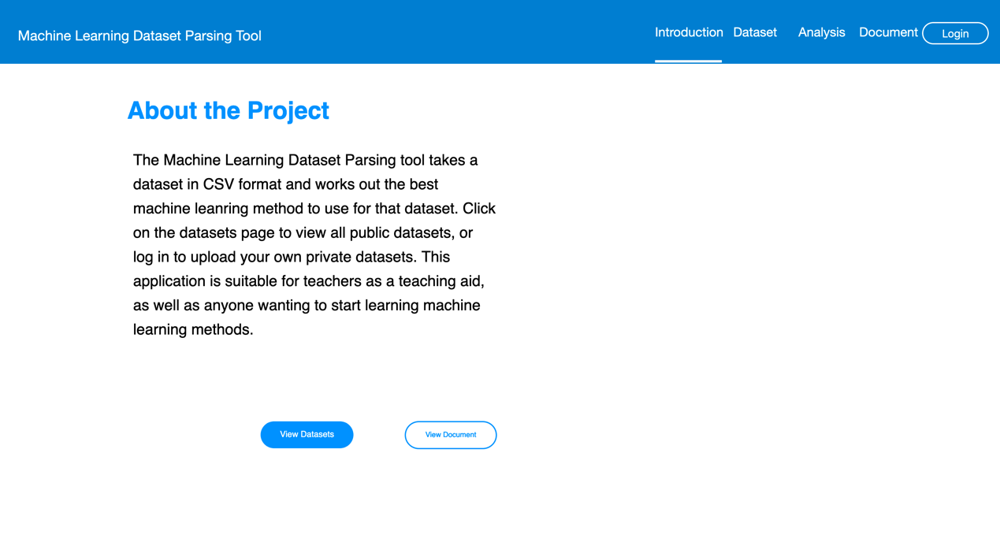 Machine Learning Dataset Parsing Tool
Introduction Dataset Analysis Document Login
About the Project
The Machine Learning Dataset Parsing tool takes a
dataset in CSV format and works out the best
machine leanring method to use for that dataset. Click
on the datasets page to view all public datasets, or
log in to upload your own private datasets. This
application is suitable for teachers as a teaching aid,
as well as anyone wanting to start learning machine
learning methods.
View Datasets View Document